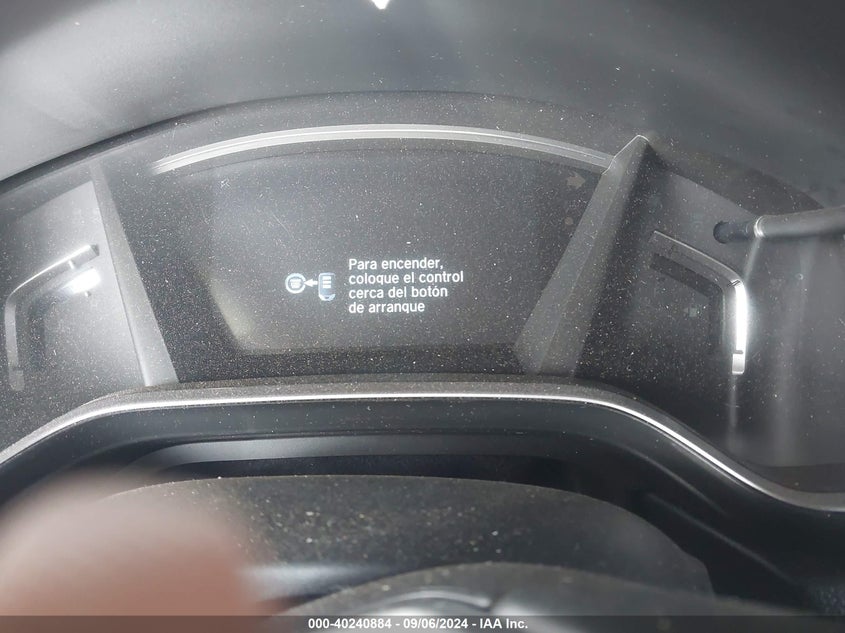 Para encender,
coloque el control
cerca del botón
de arranque
000-40240884 - 09/06/2024 - IAA Inc.